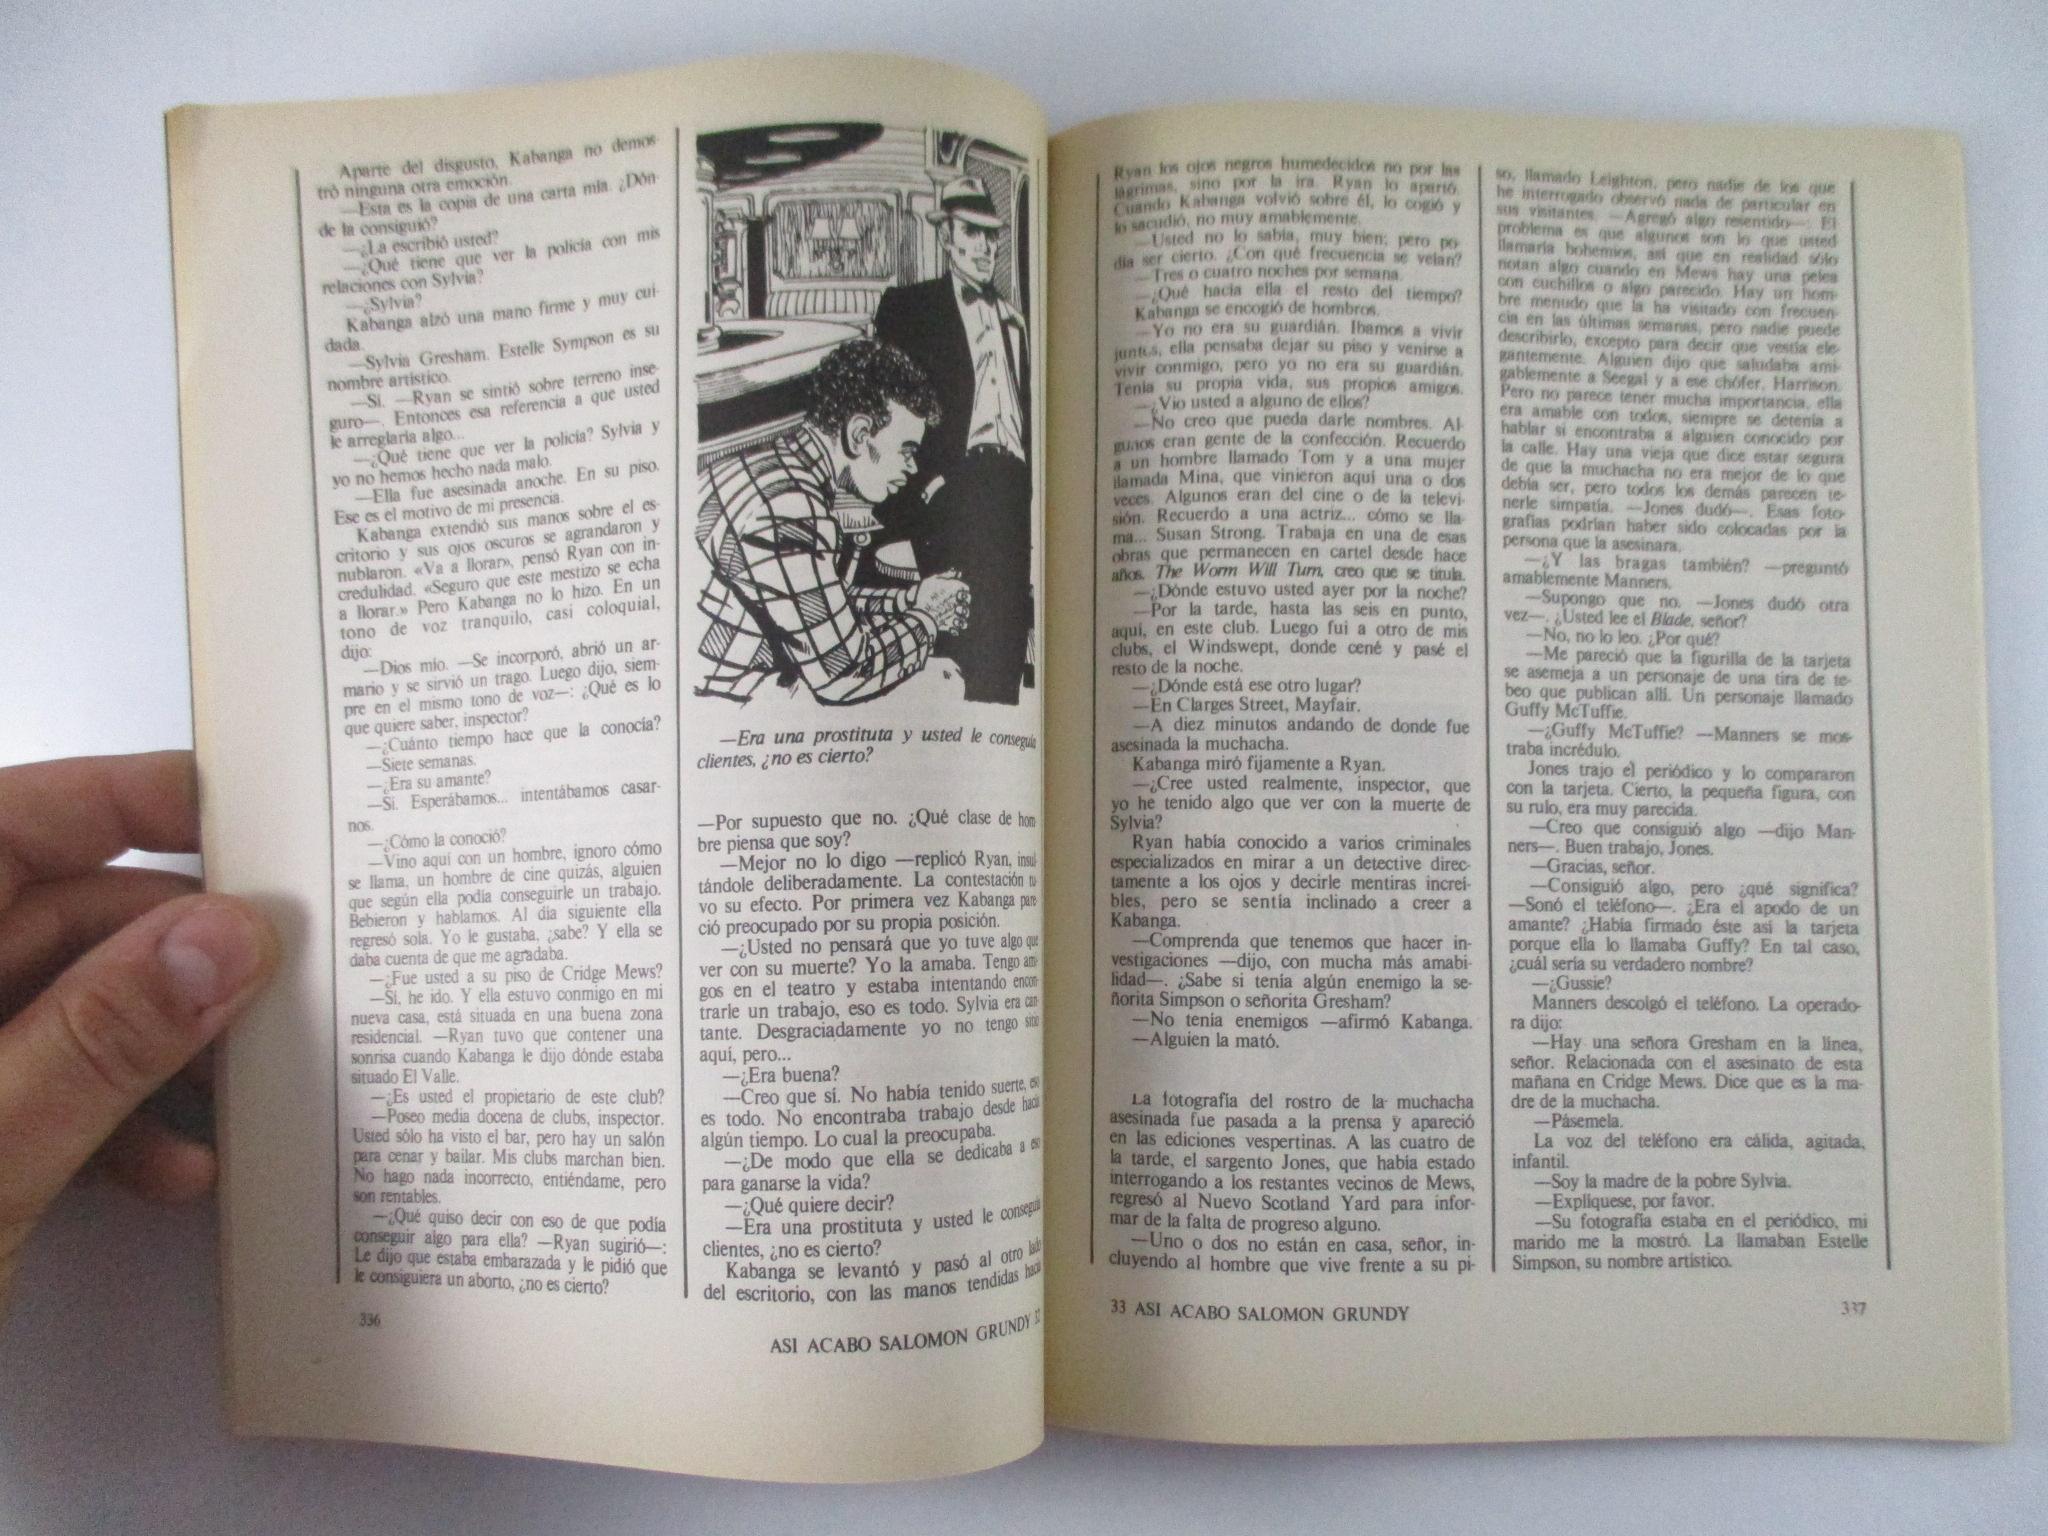 Aparte del disgusto, Kabanga no demos-
tró ninguna otra emoción.
—Esta es la copia de una carta mía. ¿Dón-
de la consiguió?
—¿La escribió usted?
—¿Qué tiene que ver la policía con mis
relaciones con Sylvia?
—¿Sylvia?
Kabanga alzó una mano firme y muy cui-
dada.
—Sylvia Gresham. Estelle Sympson es su
nombre artístico.
—Sí. —Ryan se sintió sobre terreno inse-
guro—. Entonces esa referencia a que usted
le arreglaría algo...
—¿Qué tiene que ver la policía? Sylvia y
yo no hemos hecho nada malo.
—Ella fue asesinada anoche. En su piso.
Ese es el motivo de mi presencia.
Kabanga extendió sus manos sobre el es-
critorio y sus ojos oscuros se agrandaron y
nublaron. «Va a llorar», pensó Ryan con in-
credulidad. «Seguro que este mestizo se echa
a llorar.» Pero Kabanga no lo hizo. En un
tono de voz tranquilo, casi coloquial,
dijo:
—Dios mío. —Se incorporó, abrió un ar-
mario y se sirvió un trago. Luego dijo, siem-
pre en el mismo tono de voz—: ¿Qué es lo
que quiere saber, inspector?
—¿Cuánto tiempo hace que la conocía?
—Siete semanas.
—¿Era su amante?
—Sí. Esperábamos... intentábamos casar-
nos.
—¿Cómo la conoció?
—Vino aquí con un hombre, ignoro cómo
se llama, un hombre de cine quizás, alguien
que según ella podía conseguirle un trabajo.
Bebieron y hablamos. Al día siguiente ella
regresó sola. Yo le gustaba, ¿sabe? Y ella se
daba cuenta de que me agradaba.
—¿Fue usted a su piso de Cridge Mews?
—Sí, he ido. Y ella estuvo conmigo en mi
nueva casa, está situada en una buena zona
residencial. —Ryan tuvo que contener una
sonrisa cuando Kabanga le dijo dónde estaba
situado El Valle.
—¿Es usted el propietario de este club?
—Poseo media docena de clubs, inspector.
Usted sólo ha visto el bar, pero hay un salón
para cenar y bailar. Mis clubs marchan bien.
No hago nada incorrecto, entiéndame, pero
son rentables.
—¿Qué quiso decir con eso de que podía
conseguir algo para ella? —Ryan sugirió—:
Le dijo que estaba embarazada y le pidió que
le consiguiera un aborto, ¿no es cierto?
336
—Era una prostituta y usted le conseguía
clientes, ¿no es cierto?
—Por supuesto que no. ¿Qué clase de hom-
bre piensa que soy?
—Mejor no lo digo —replicó Ryan, insul-
tándole deliberadamente. La contestación tu-
vo su efecto. Por primera vez Kabanga pare-
ció preocupado por su propia posición.
—¿Usted no pensará que yo tuve algo que
ver con su muerte? Yo la amaba. Tengo ami-
gos en el teatro y estaba intentando encon-
trarle un trabajo, eso es todo. Sylvia era can-
tante. Desgraciadamente yo no tengo sitio
aquí, pero...
—¿Era buena?
—Creo que sí. No había tenido suerte, eso
es todo. No encontraba trabajo desde hacía
algún tiempo. Lo cual la preocupaba.
—¿De modo que ella se dedicaba a eso
para ganarse la vida?
—¿Qué quiere decir?
—Era una prostituta y usted le conseguía
clientes, ¿no es cierto?
Kabanga se levantó y pasó al otro lado
del escritorio, con las manos tendidas hacia
ASI ACABO SALOMON GRUNDY 32
Ryan los ojos negros humedecidos no por las
lágrimas, sino por la ira. Ryan lo apartó.
Cuando Kabanga volvió sobre él, lo cogió y
lo sacudió, no muy amablemente.
—Usted no lo sabía, muy bien; pero po-
día ser cierto. ¿Con qué frecuencia se veían?
—Tres o cuatro noches por semana.
—¿Qué hacía ella el resto del tiempo?
Kabanga se encogió de hombros.
—Yo no era su guardián. Ibamos a vivir
juntos, ella pensaba dejar su piso y venirse a
vivir conmigo, pero yo no era su guardián.
Tenía su propia vida, sus propios amigos.
—¿Vio usted a alguno de ellos?
—No creo que pueda darle nombres. Al-
gunos eran gente de la confección. Recuerdo
a un hombre llamado Tom y a una mujer
llamada Mina, que vinieron aquí una o dos
veces. Algunos eran del cine o de la televi-
sión. Recuerdo a una actriz... cómo se lla-
ma... Susan Strong. Trabaja en una de esas
obras que permanecen en cartel desde hace
años. The Worm Will Turn, creo que se titula.
—¿Dónde estuvo usted ayer por la noche?
—Por la tarde, hasta las seis en punto,
aquí, en este club. Luego fui a otro de mis
clubs, el Windswept, donde cené y pasé el
resto de la noche.
—¿Dónde está ese otro lugar?
—En Clarges Street, Mayfair.
—A diez minutos andando de donde fue
asesinada la muchacha.
Kabanga miró fijamente a Ryan.
—¿Cree usted realmente, inspector, que
yo he tenido algo que ver con la muerte de
Sylvia?
Ryan había conocido a varios criminales
especializados en mirar a un detective direc-
tamente a los ojos y decirle mentiras increí-
bles, pero se sentía inclinado a creer a
Kabanga.
—Comprenda que tenemos que hacer in-
vestigaciones —dijo, con mucha más amabi-
lidad—. ¿Sabe si tenía algún enemigo la se-
ñorita Simpson o señorita Gresham?
—No tenía enemigos —afirmó Kabanga.
—Alguien la mató.
La fotografía del rostro de la muchacha
asesinada fue pasada a la prensa y apareció
en las ediciones vespertinas. A las cuatro de
la tarde, el sargento Jones, que había estado
interrogando a los restantes vecinos de Mews,
regresó al Nuevo Scotland Yard para infor-
mar de la falta de progreso alguno.
—Uno o dos no están en casa, señor, in-
cluyendo al hombre que vive frente a su pi-
33 ASI ACABO SALOMON GRUNDY
so, llamado Leighton, pero nadie de los que
he interrogado observó nada de particular en
sus visitantes. —Agregó algo resentido—: El
problema es que algunos son lo que usted
llamaría bohemios, así que en realidad sólo
notan algo cuando en Mews hay una pelea
con cuchillos o algo parecido. Hay un hom-
bre menudo que la ha visitado con frecuen-
cia en las últimas semanas, pero nadie puede
describirlo, excepto para decir que vestía ele-
gantemente. Alguien dijo que saludaba ami-
gablemente a Seegal y a ese chófer, Harrison.
Pero no parece tener mucha importancia, ella
era amable con todos, siempre se detenía a
hablar si encontraba a alguien conocido por
la calle. Hay una vieja que dice estar segura
de que la muchacha no era mejor de lo que
debía ser, pero todos los demás parecen te-
nerle simpatía. —Jones dudó—. Esas foto-
grafías podrían haber sido colocadas por la
persona que la asesinara.
—¿Y las bragas también? —preguntó
amablemente Manners.
—Supongo que no. —Jones dudó otra
vez—. ¿Usted lee el Blade, señor?
—No, no lo leo. ¿Por qué?
—Me pareció que la figurilla de la tarjeta
se asemeja a un personaje de una tira de te-
beo que publican allí. Un personaje llamado
Guffy McTuffie.
—¿Guffy McTuffie? —Manners se mos-
traba incrédulo.
Jones trajo el periódico y lo compararon
con la tarjeta. Cierto, la pequeña figura, con
su rulo, era muy parecida.
—Creo que consiguió algo —dijo Man-
ners—. Buen trabajo, Jones.
—Gracias, señor.
—Consiguió algo, pero ¿qué significa?
—Sonó el teléfono—. ¿Era el apodo de un
amante? ¿Había firmado éste así la tarjeta
porque ella lo llamaba Guffy? En tal caso,
¿cuál sería su verdadero nombre?
—¿Gussie?
Manners descolgó el teléfono. La operado-
ra dijo:
—Hay una señora Gresham en la línea,
señor. Relacionada con el asesinato de esta
mañana en Cridge Mews. Dice que es la ma-
dre de la muchacha.
—Pásemela.
La voz del teléfono era cálida, agitada,
infantil.
—Soy la madre de la pobre Sylvia.
—Explíquese, por favor.
—Su fotografía estaba en el periódico, mi
marido me la mostró. La llamaban Estelle
Simpson, su nombre artístico.
337